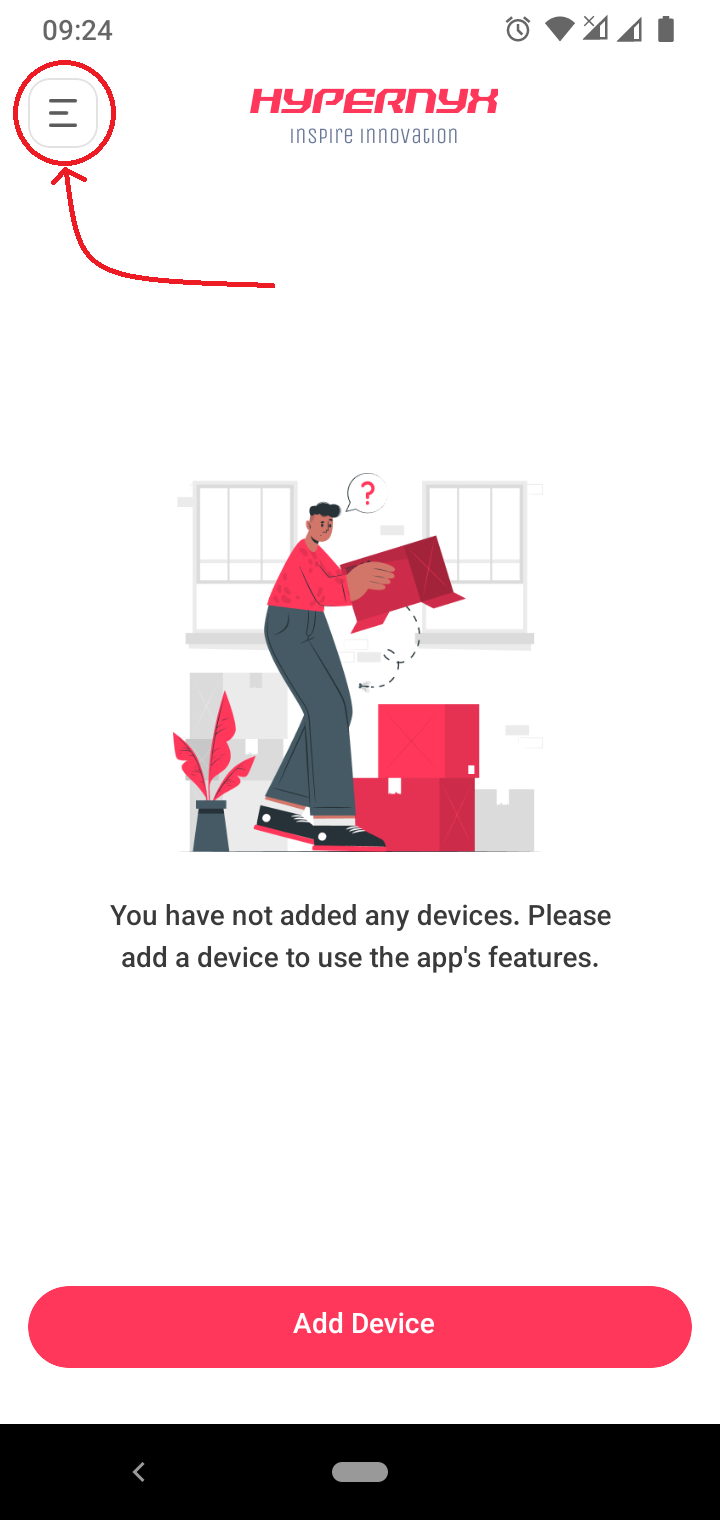 09:24
HYPERNYX
Inspire Innovation
?
You have not added any devices. Please
add a device to use the app's features.
Add Device